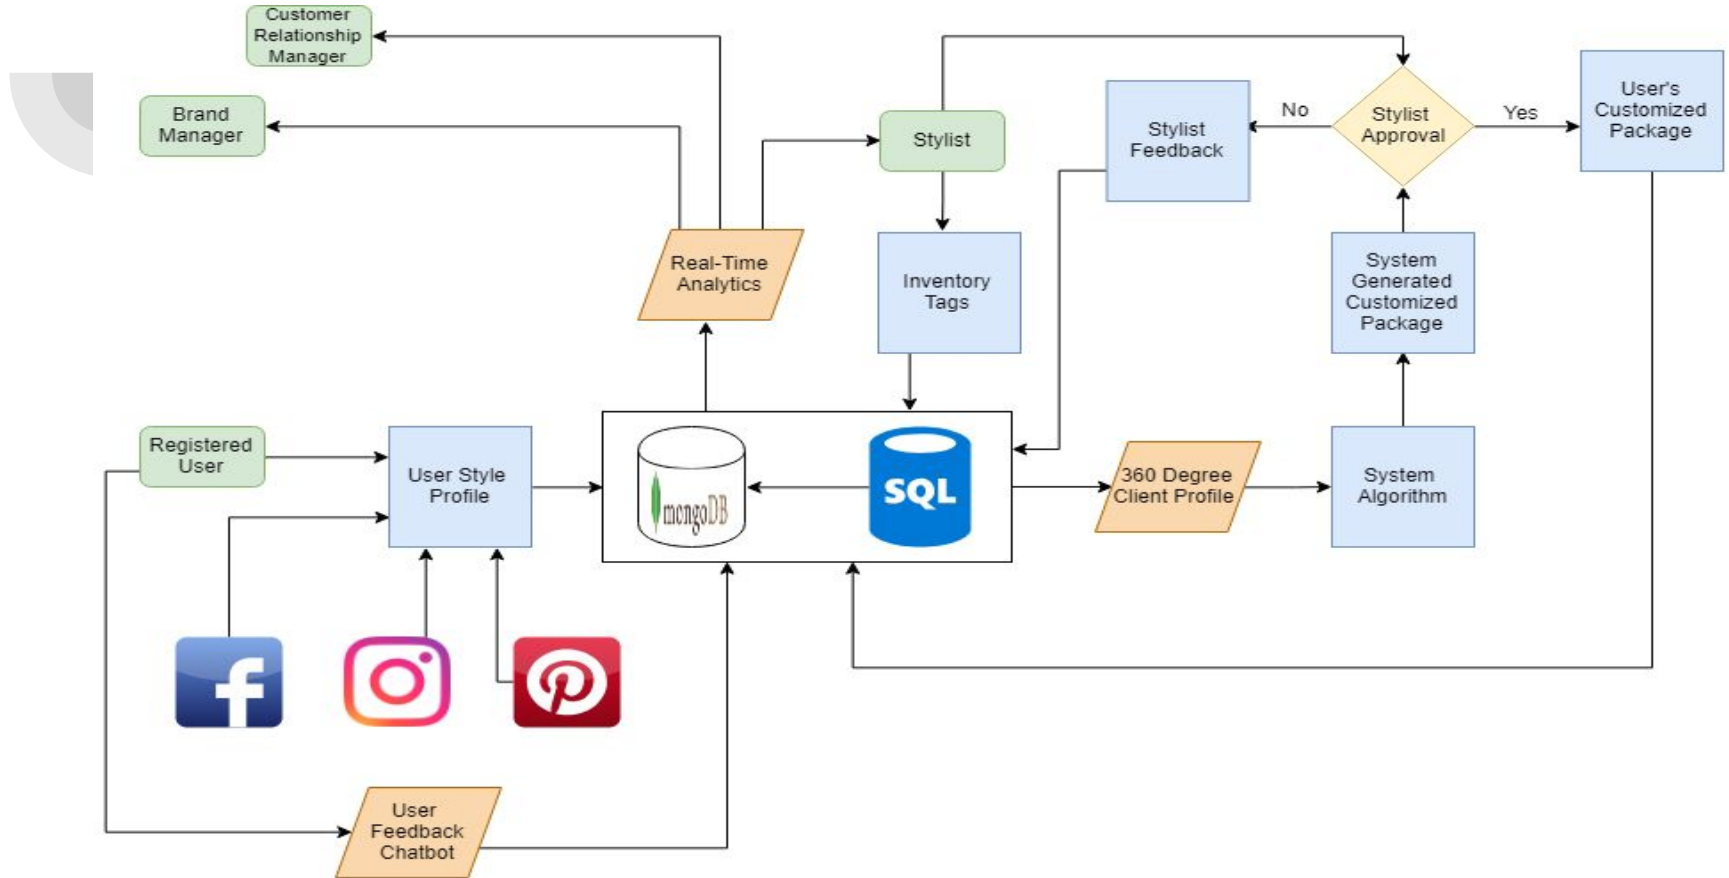 Customer
Relationship
Manager
Brand
Manager
Stylist
Stylist
Feedback
No
Stylist
Approval
Yes
User's
Customized
Package
Real-Time
Analytics
Inventory
Tags
System
Generated
Customized
Package
Registered
User
User Style
Profile
mongoDB
SQL
360 Degree
Client Profile
System
Algorithm
f
User
Feedback
Chatbot